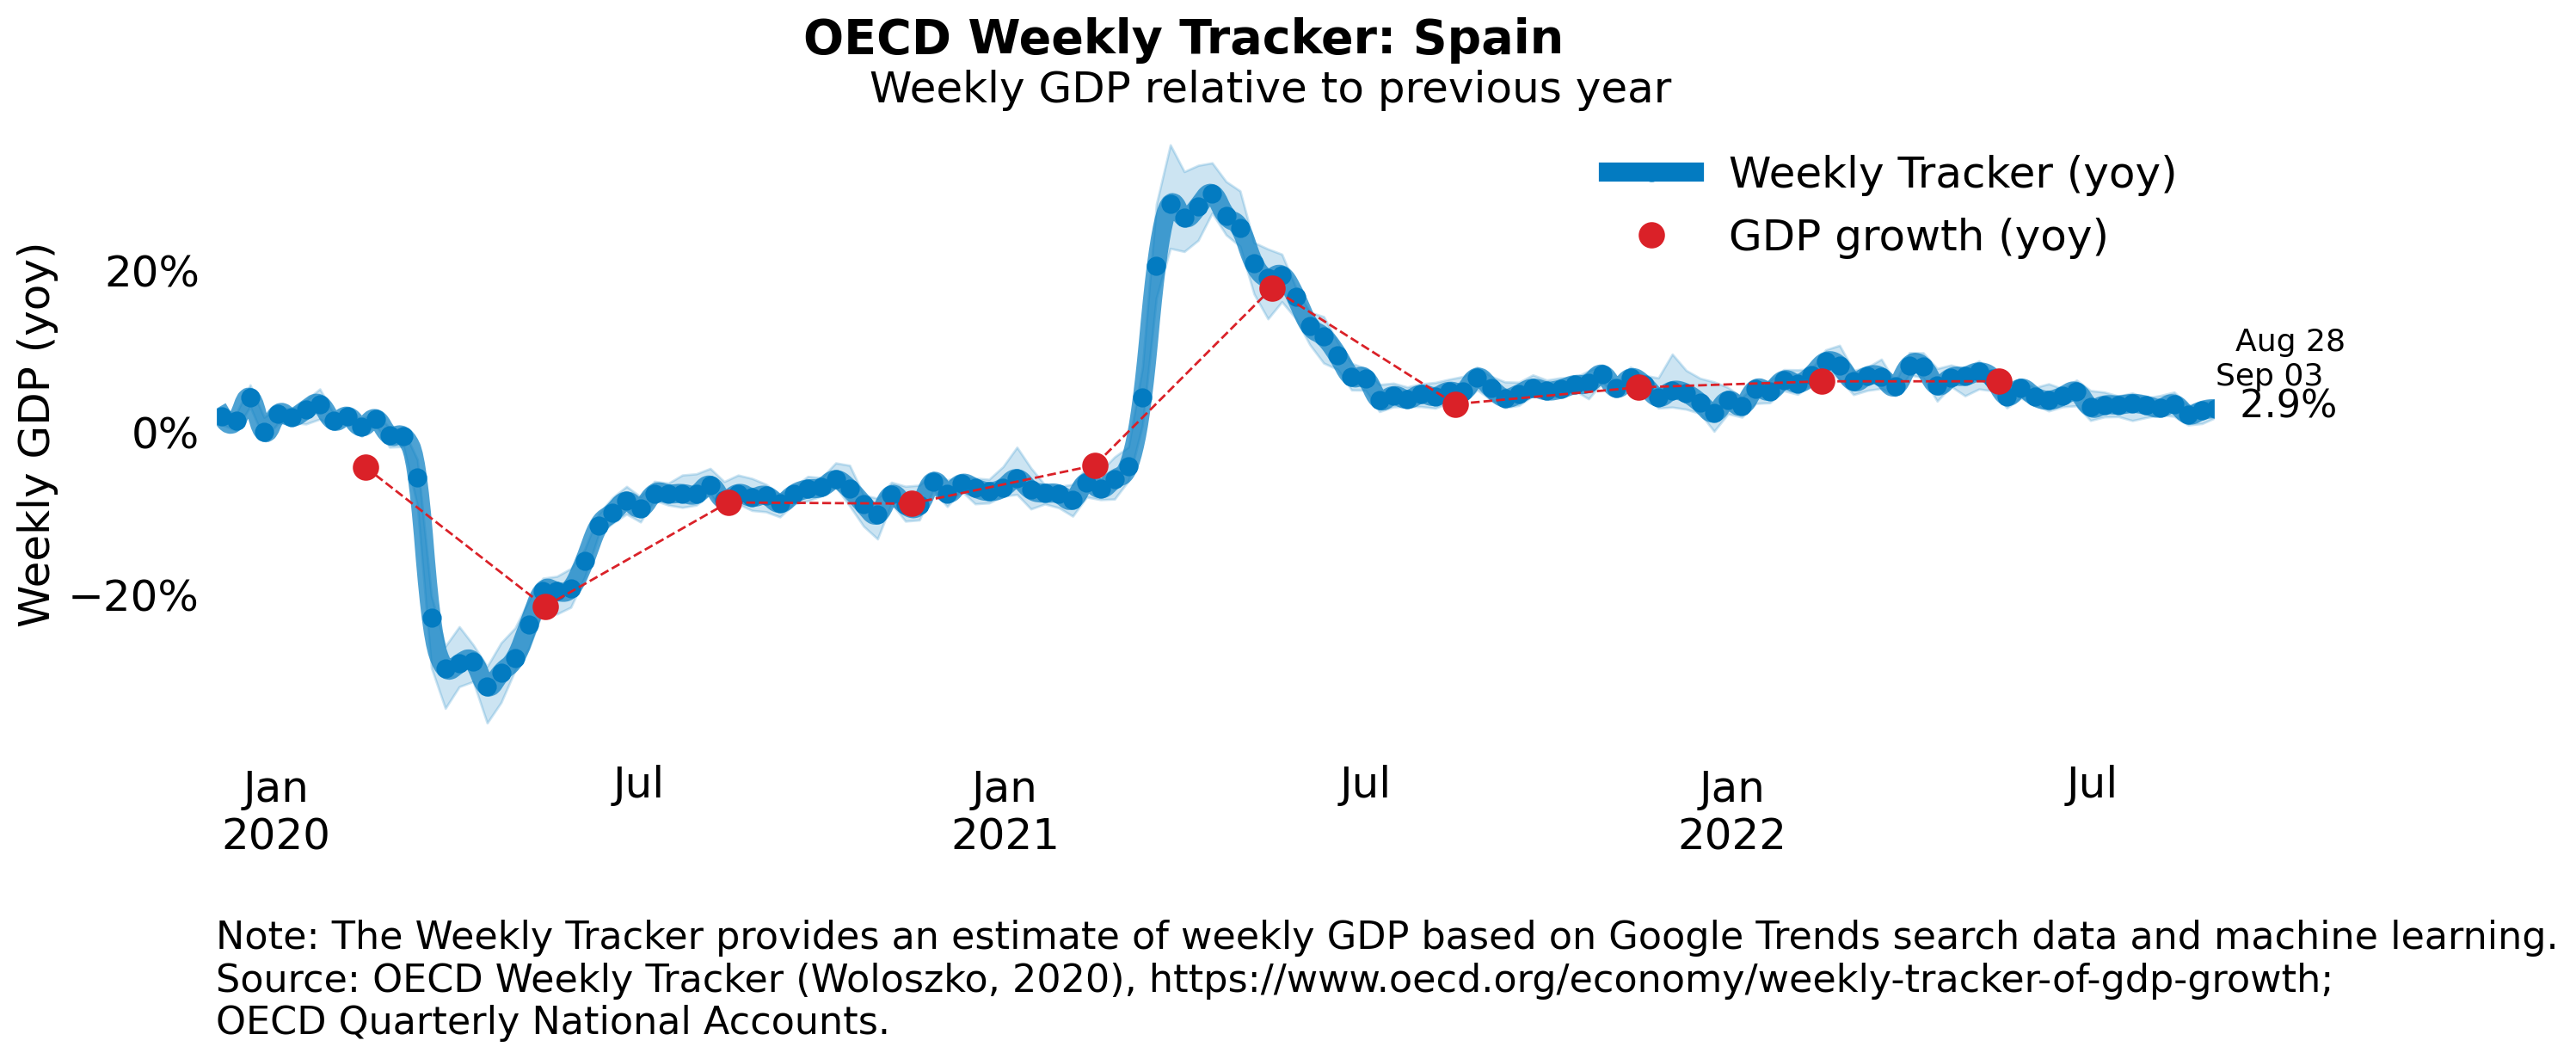 OECD Weekly Tracker: Spain
Weekly GDP relative to previous year
Weekly Tracker (yoy)
GDP growth (yoy)
Weekly GDP (yoy)
20%
0%
−20%
Aug 28
Sep 03
2.9%
Jan
2020
Jul
Jan
2021
Jul
Jan
2022
Jul
Note: The Weekly Tracker provides an estimate of weekly GDP based on Google Trends search data and machine learning.
Source: OECD Weekly Tracker (Woloszko, 2020), https://www.oecd.org/economy/weekly-tracker-of-gdp-growth;
OECD Quarterly National Accounts.